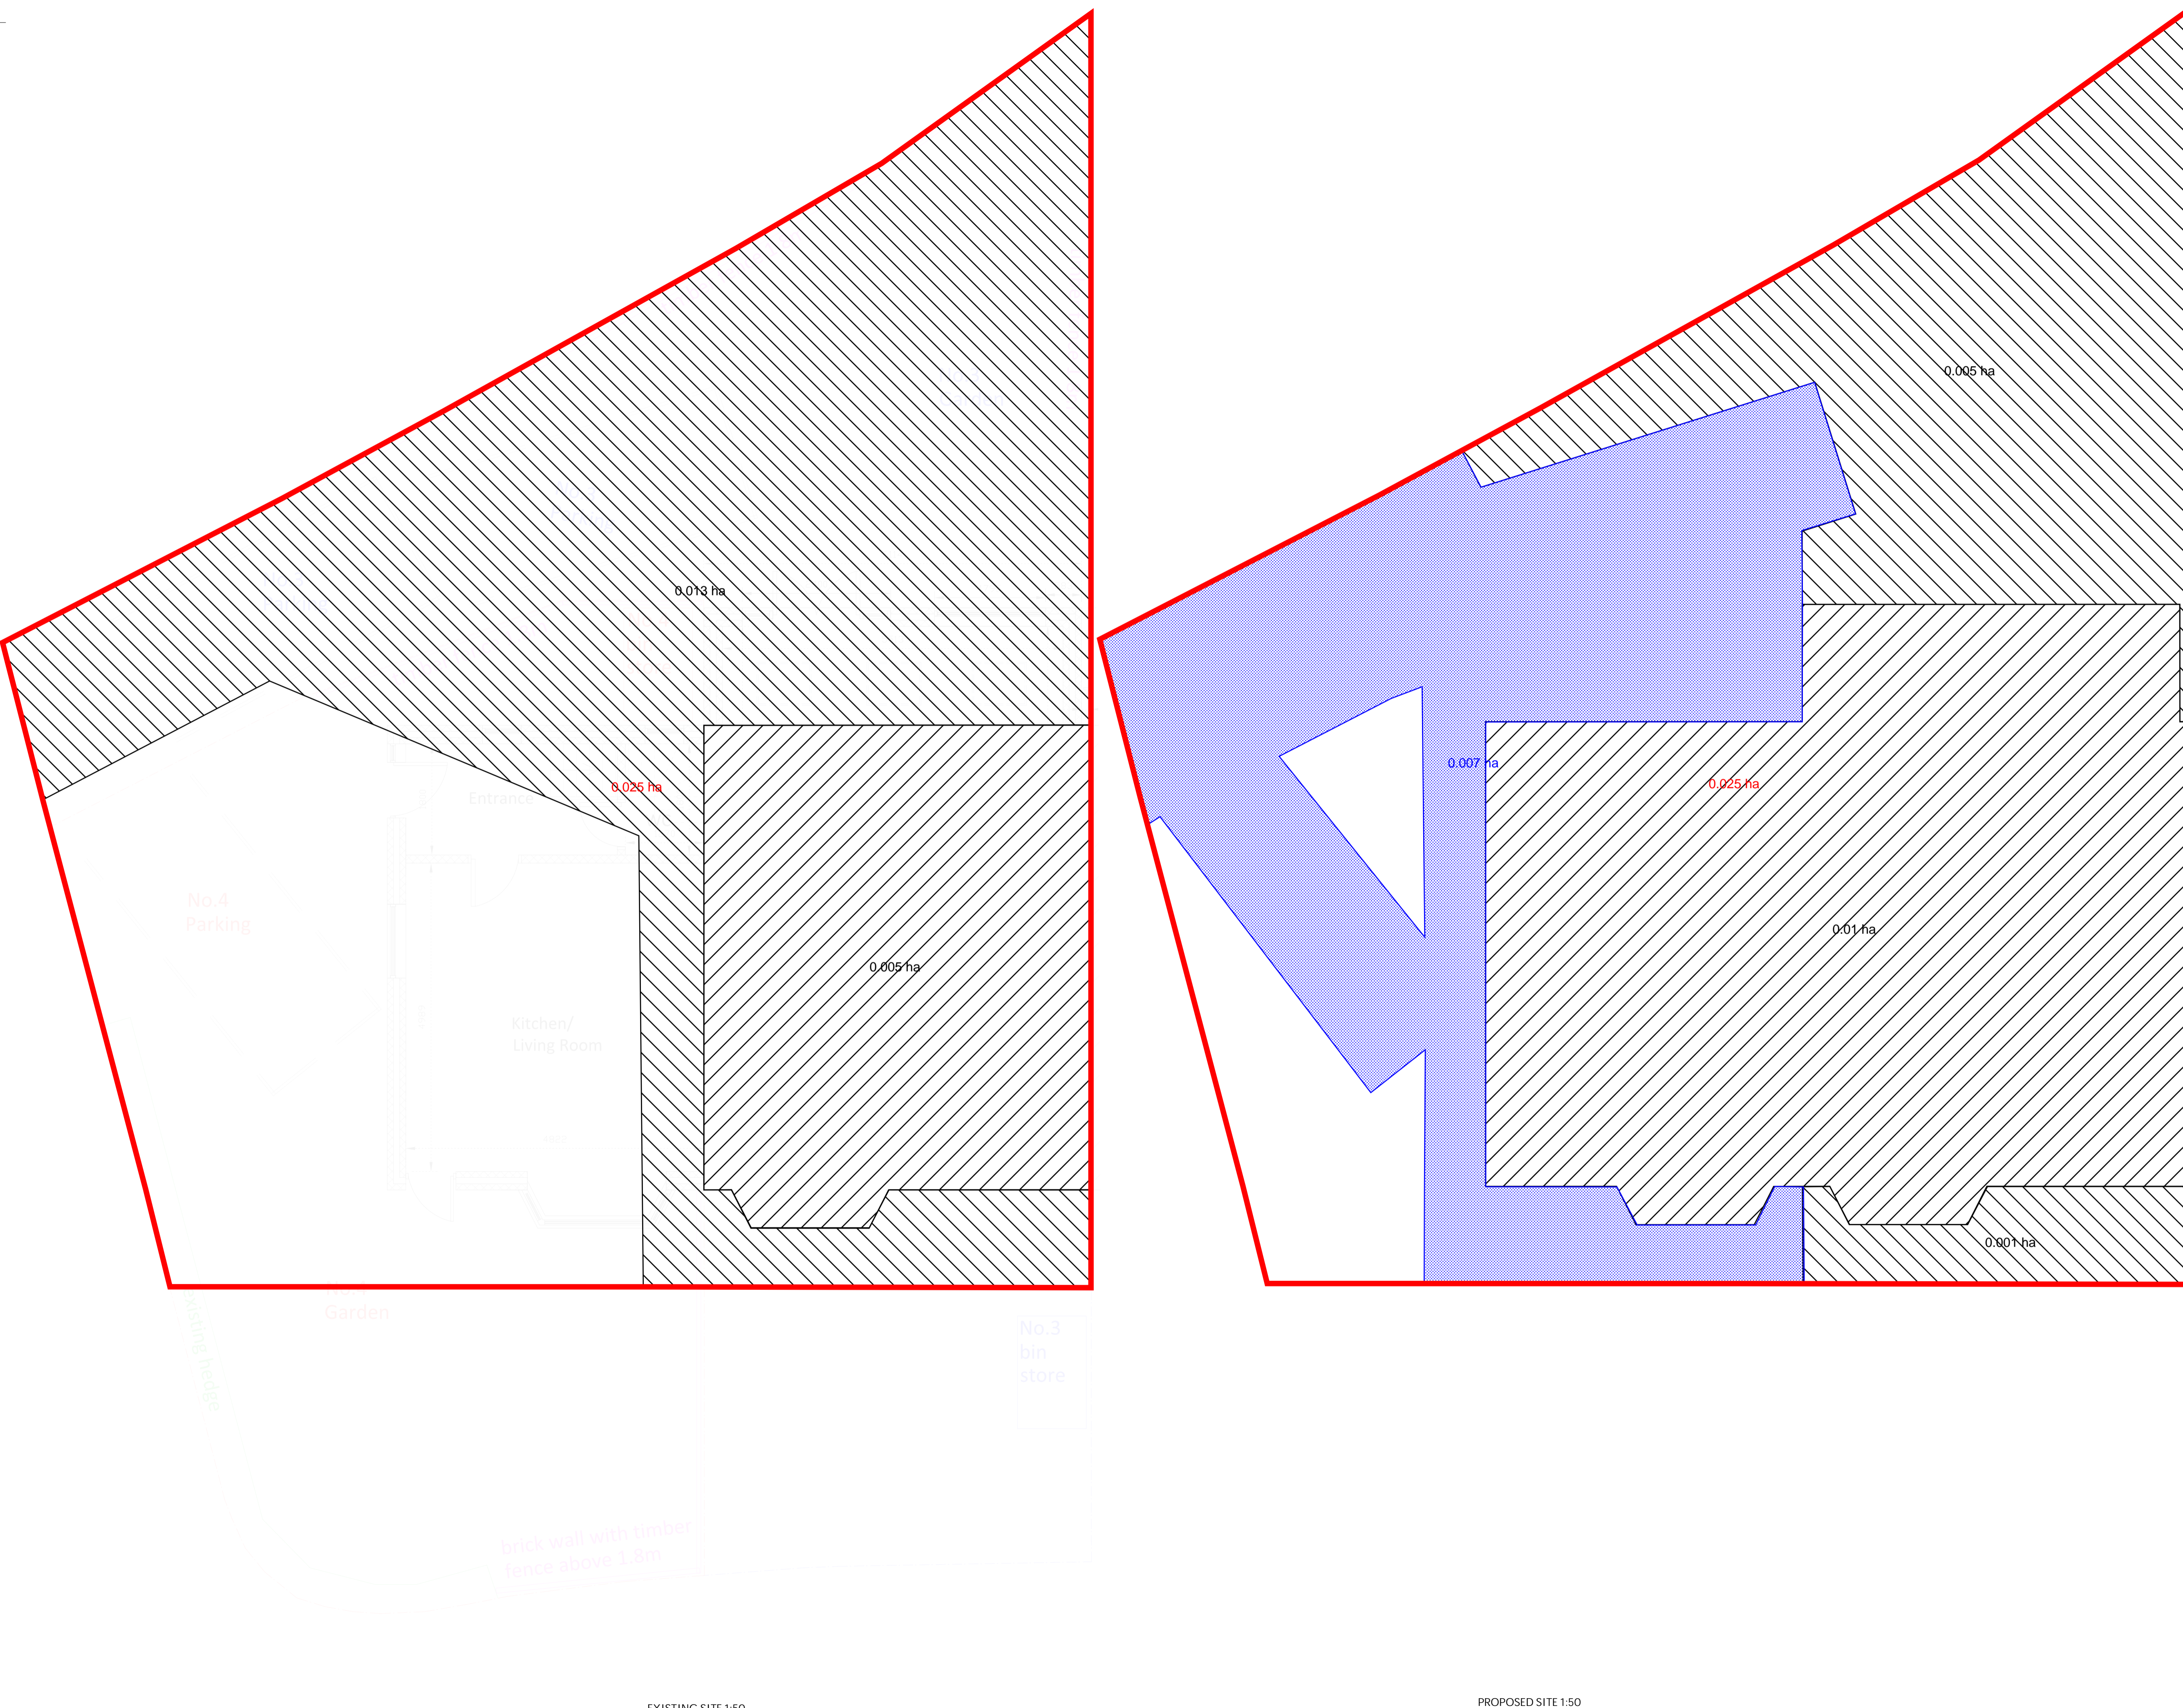 0.013 ha
0.025 ha
Entrance
No.4
Parking
0.005 ha
Kitchen/
Living Room
Garden
existing hedge
No.3
bin
store
brick wall with timber
fence above 1.8m
EXISTING SITE 1:50
0.005 ha
0.007 ha
0.025 ha
0.01 ha
0.001 ha
PROPOSED SITE 1:50